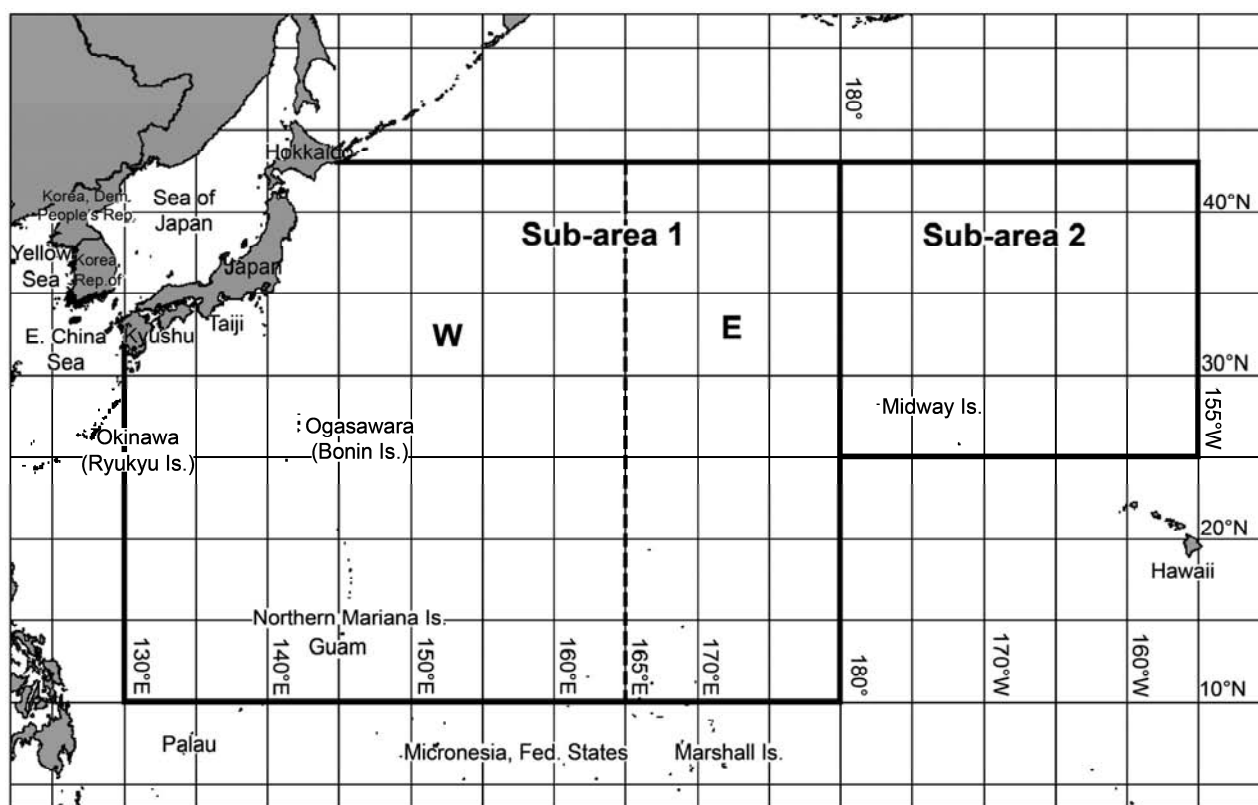 180°
Hokkaido
Korea, Dem.
People's Rep.
Sea of
Japan
40°N
Sub-area 1
Sub-area 2
Yellow
Sea
Korea
Rep.of
Japan
W
E
E. China
Sea
Kyushu
Taiji
30°N
155°W
Midway Is.
Okinawa
(Ryukyu Is.)
Ogasawara
(Bonin Is.)
20°N
Hawaii
Northern Mariana Is.
Guam
130°E
140°E
150°E
160°E
165°E
170°E
180°
170°W
160°W
10°N
Palau
Micronesia, Fed. States
Marshall Is.